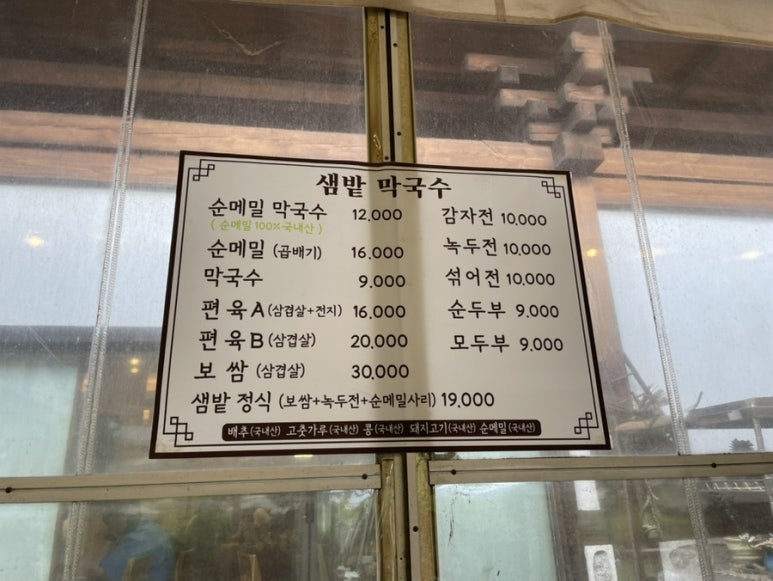 샘밭 막국수
순메밀 막국수 12,000
( 순메밀 100% 국내산 )
순메밀 (곱배기) 16,000
막국수 9,000
편 육 A (삼겹살+전지) 16,000
편 육 B (삼겹살) 20,000
보 쌈 (삼겹살) 30,000
감자전 10,000
녹두전 10,000
섞어전 10,000
순두부 9,000
모두부 9,000
샘밭 정식 (보쌈+녹두전+순메밀사리) 19,000
배추(국내산) 고춧가루(국내산) 콩(국내산) 돼지고기(국내산) 순메밀(국내산)